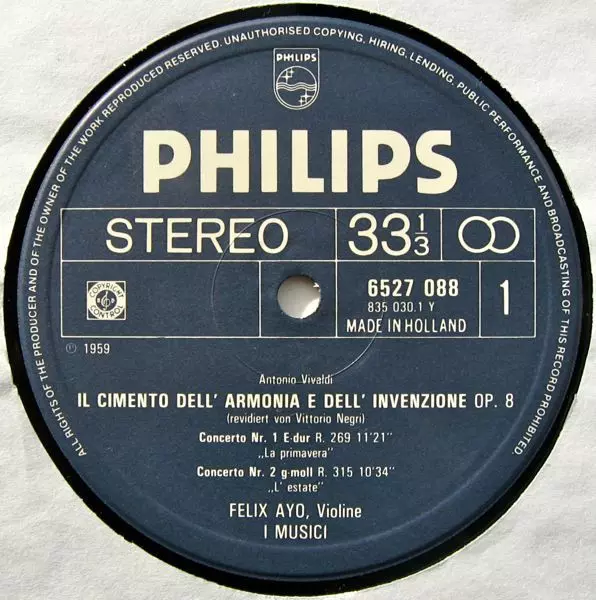 ALL RIGHTS OF THE PRODUCER AND OF THE OWNER OF THE WORK REPRODUCED RESERVED. UNAUTHORISED COPYING, HIRING, LENDING, PUBLIC PERFORMANCE AND BROADCASTING OF THIS RECORD PROHIBITED.
PHILIPS
PHILIPS
STEREO 33 1/3
6527 088 1
835 030.1 Y
MADE IN HOLLAND
COPYRIGHT
CONTROL
Ⓟ 1959
Antonio Vivaldi
IL CIMENTO DELL' ARMONIA E DELL' INVENZIONE OP. 8
(revidiert von Vittorio Negri)
Concerto Nr. 1 E-dur R. 269 11'21"
„La primavera"
Concerto Nr. 2 g-moll R. 315 10'34"
„L' estate"
FELIX AYO, Violine
I MUSICI